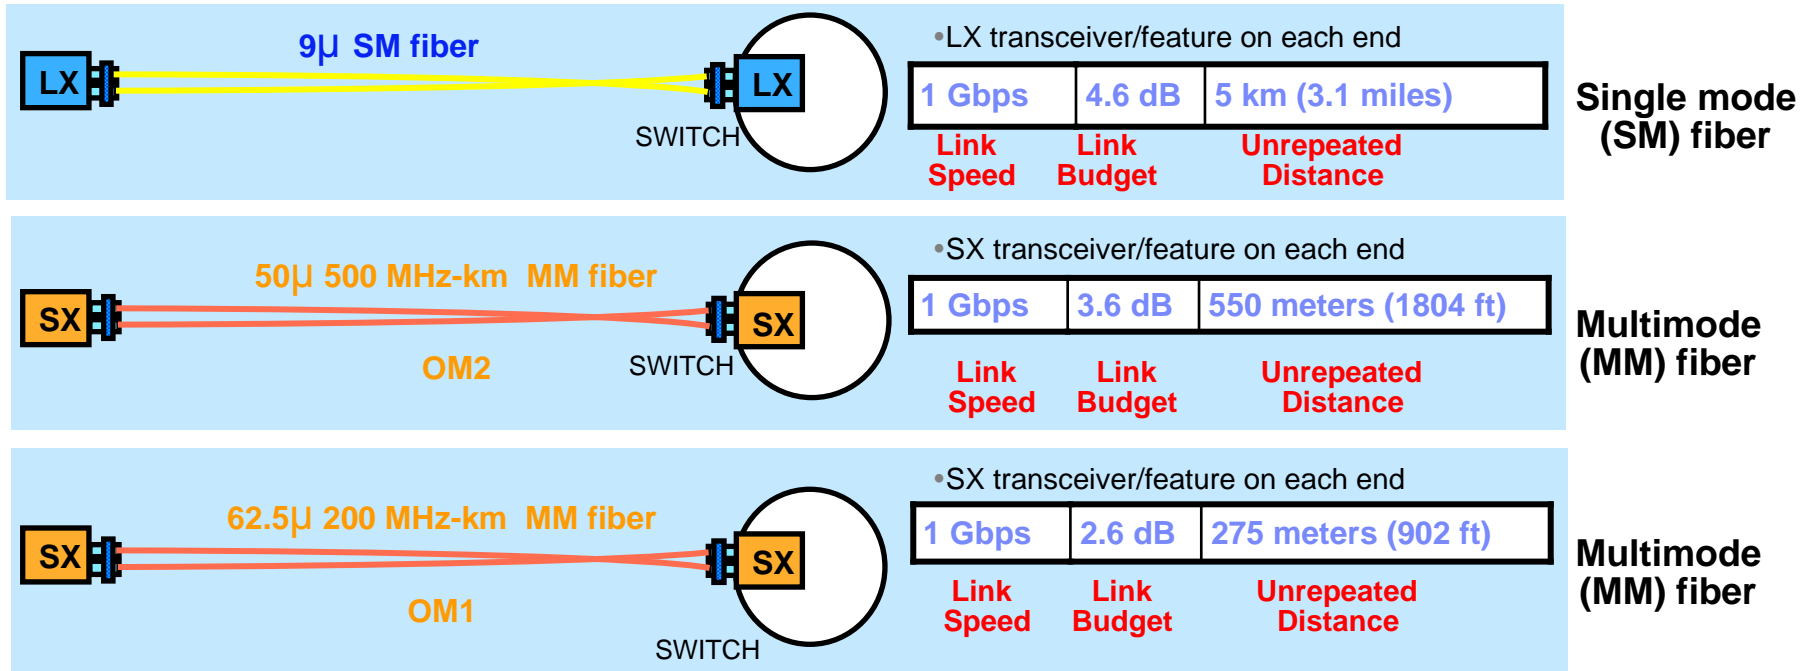 9µ SM fiber
LX
LX
SWITCH
•LX transceiver/feature on each end
1 Gbps 4.6 dB 5 km (3.1 miles)
Link Speed
Link Budget
Unrepeated Distance
Single mode
(SM) fiber
50µ 500 MHz-km MM fiber
SX
SX
OM2
SWITCH
•SX transceiver/feature on each end
1 Gbps 3.6 dB 550 meters (1804 ft)
Link Speed
Link Budget
Unrepeated Distance
Multimode
(MM) fiber
62.5µ 200 MHz-km MM fiber
SX
SX
OM1
SWITCH
•SX transceiver/feature on each end
1 Gbps 2.6 dB 275 meters (902 ft)
Link Speed
Link Budget
Unrepeated Distance
Multimode
(MM) fiber